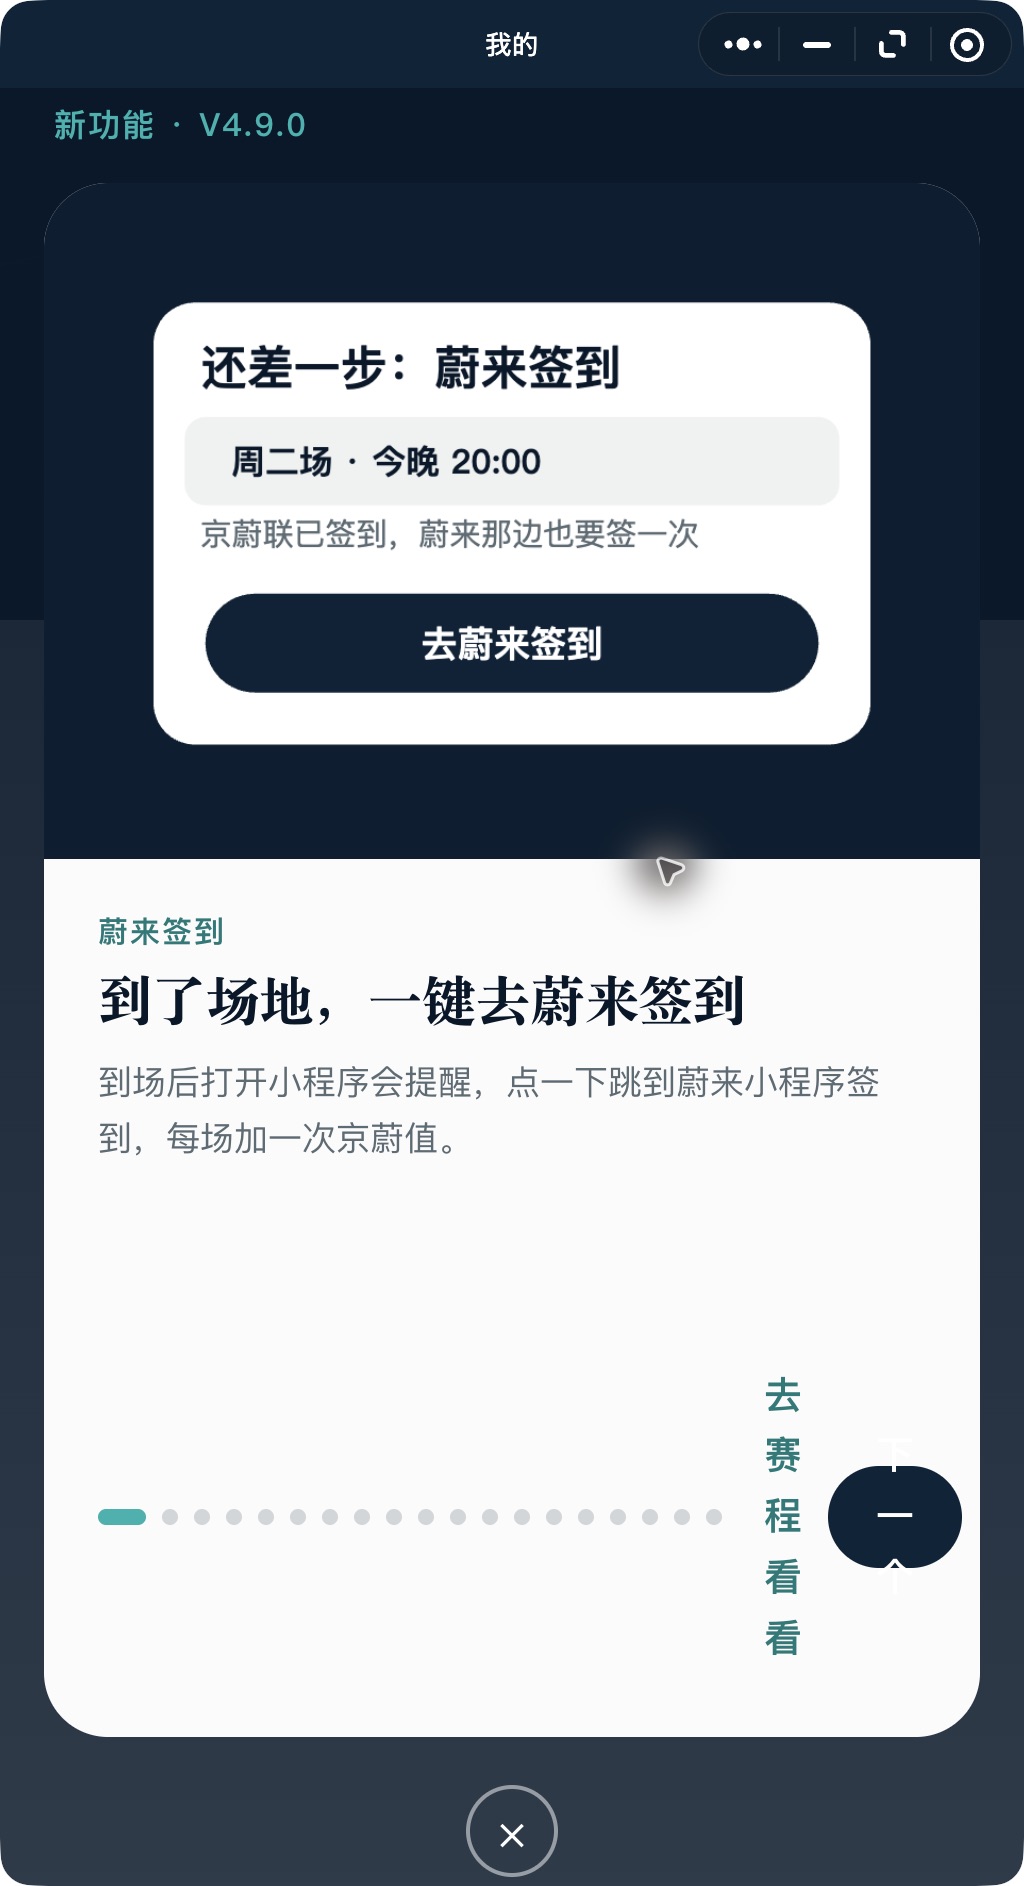 我的
新功能 · V4.9.0
还差一步：蔚来签到
周二场 · 今晚 20:00
京蔚联已签到，蔚来那边也要签一次
去蔚来签到
蔚来签到
到了场地，一键去蔚来签到
到场后打开小程序会提醒，点一下跳到蔚来小程序签
到，每场加一次京蔚值。
去赛程看看
下一个